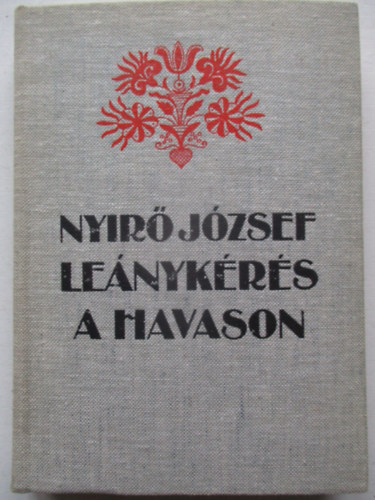 NYIRŐ JÓZSEF
LEÁNYKÉRÉS
A HAVASON